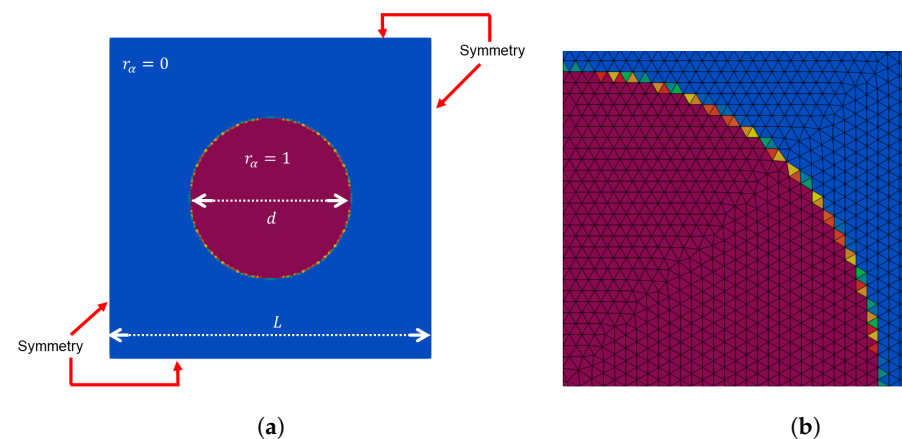 Symmetry
r_α = 0
r_α = 1
d
L
Symmetry
(a)
(b)